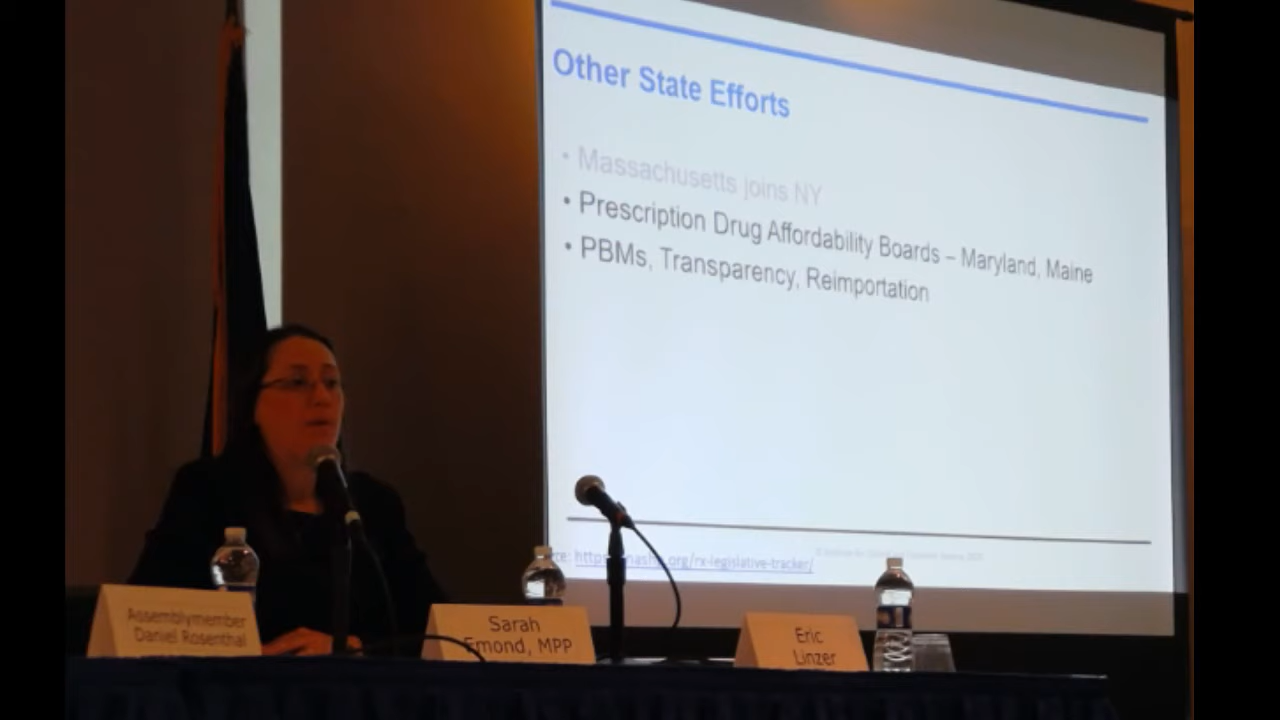 Other State Efforts
• Massachusetts joins NY
• Prescription Drug Affordability Boards – Maryland, Maine
• PBMs, Transparency, Reimportation
.org/rx-legislative-tracker/
Assemblymember
Daniel Rosenthal
Sarah
Emond, MPP
Eric
Linzer